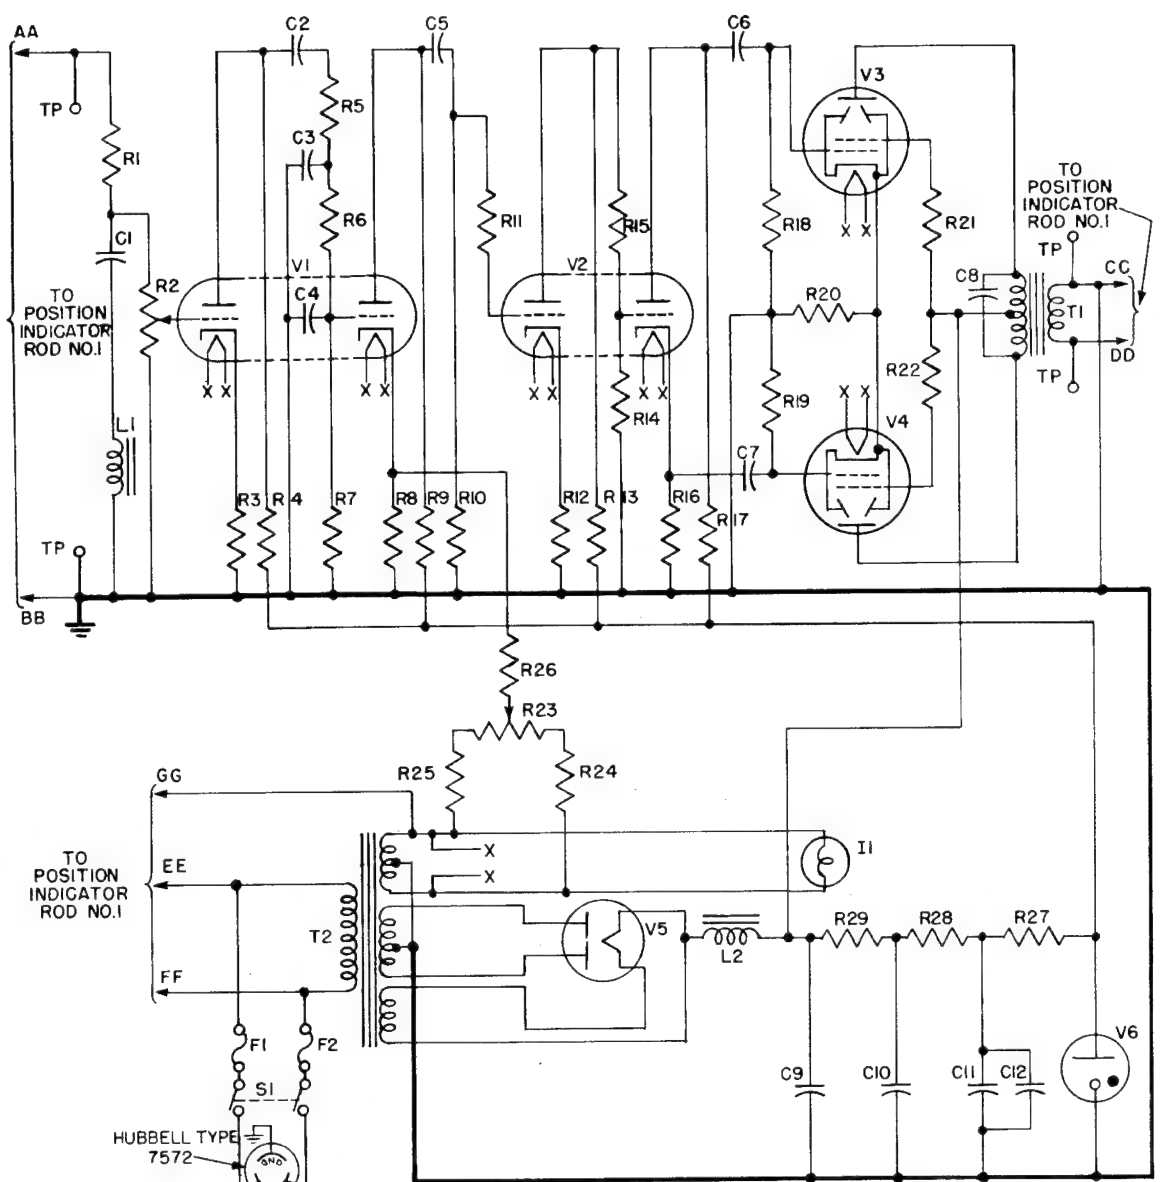 AA
C2
C5
C6
V3
TP
R5
C3
R1
TO
POSITION
INDICATOR
ROD NO.1
R6
R11
R15
R18
X X
R21
TP
CC
C1
R2
V1
C4
V2
R20
C8
T1
TO
POSITION
INDICATOR
ROD NO.1
X X
X X
X X
X X
R14
R19
X X
R22
TP
DD
L1
V4
C7
R3
R4
R7
R8
R9
R10
R12
R13
R16
R17
TP
BB
R26
R23
GG
R25
R24
TO
POSITION
INDICATOR
ROD NO.1
EE
X
X
I1
T2
V5
R29
R28
R27
L2
FF
F1
F2
V6
C9
C10
C11
C12
S1
HUBBELL TYPE
7572
GND